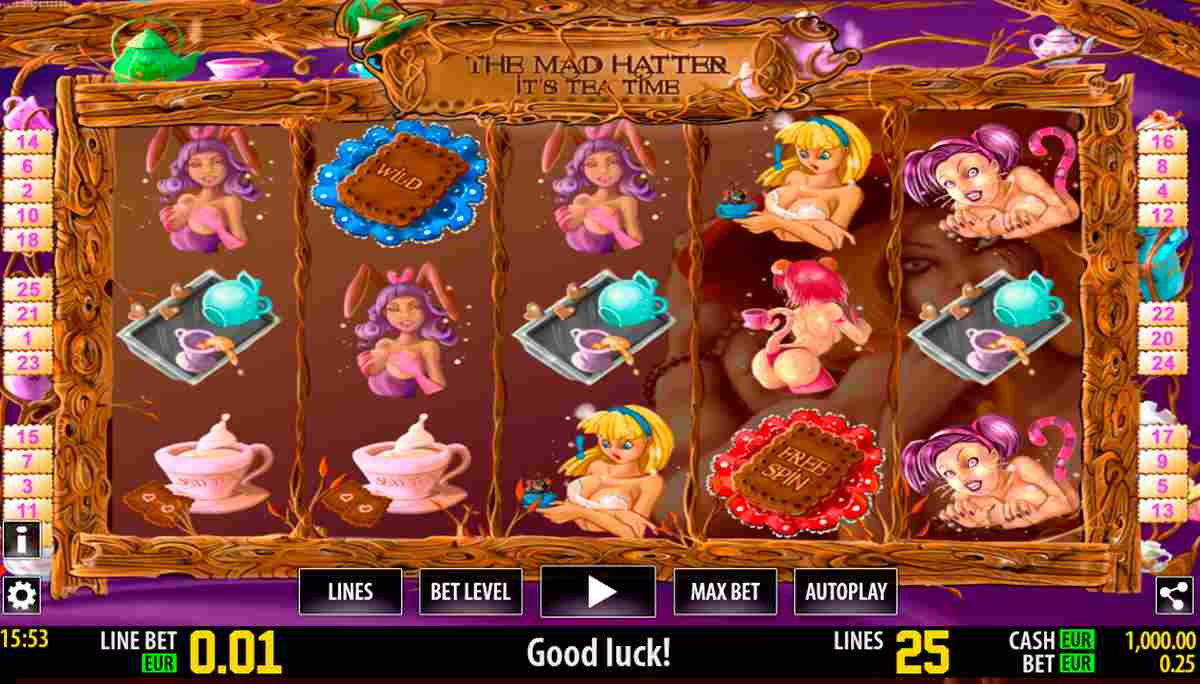 THE MAD HATTER
IT'S TEA TIME
14
6
2
10
18
25
21
1
23
15
7
3
11
WILD
FREE
SPIN
16
8
4
12
22
20
24
17
9
5
13
LINES
BET LEVEL
MAX BET
AUTOPLAY
15:53
LINE BET
EUR
0.01
Good luck!
LINES
25
CASH EUR 1,000.00
BET EUR 0.25